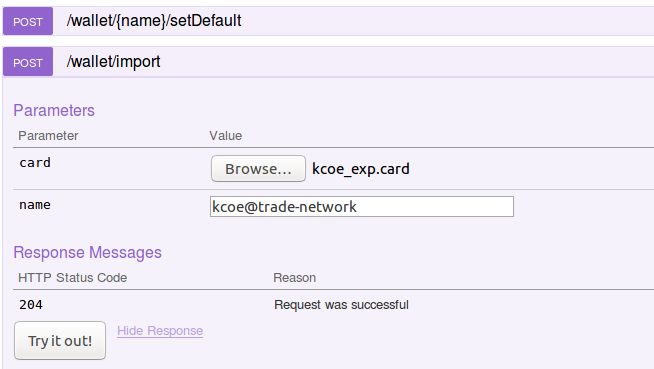 POST /wallet/{name}/setDefault
POST /wallet/import
Parameters
Parameter Value
card Browse... kcoe_exp.card
name kcoe@trade-network
Response Messages
HTTP Status Code Reason
204 Request was successful
Try it out! Hide Response